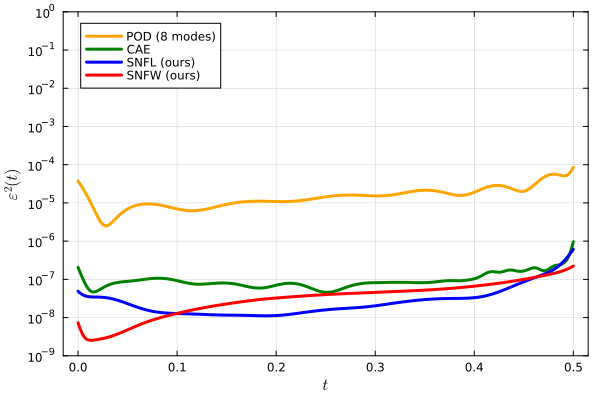 10⁰
10⁻¹
10⁻²
10⁻³
10⁻⁴
10⁻⁵
10⁻⁶
10⁻⁷
10⁻⁸
10⁻⁹
ε²(t)
POD (8 modes)
CAE
SNFL (ours)
SNFW (ours)
0.0 0.1 0.2 0.3 0.4 0.5
t